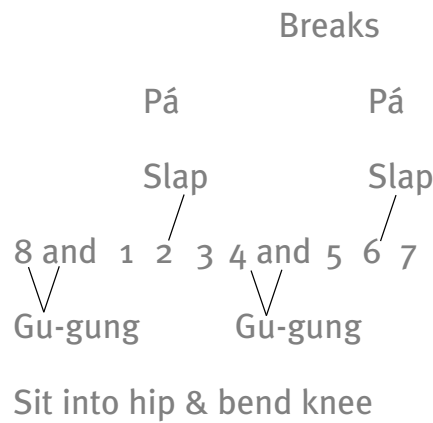 Breaks
Pá Pá
Slap Slap
8 and 1 2 3 4 and 5 6 7
Gu-gung Gu-gung
Sit into hip & bend knee